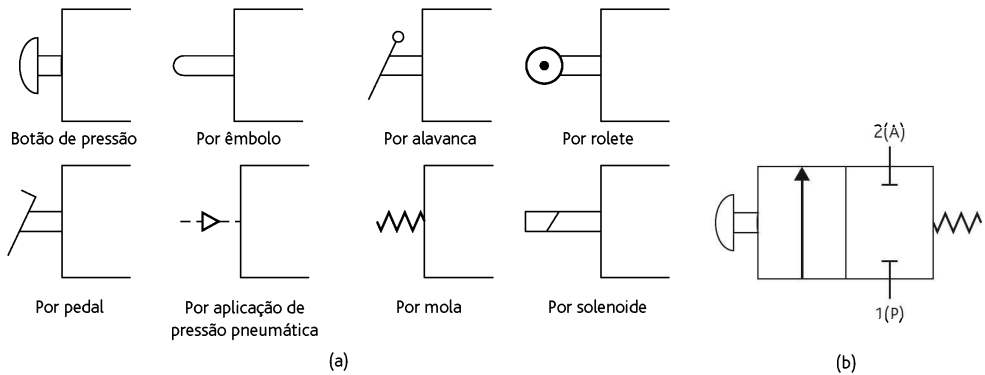 Botão de pressão
Por êmbolo
Por alavanca
Por rolete
Por pedal
Por aplicação de
pressão pneumática
Por mola
Por solenoide
(a)
2(A)
1(P)
(b)